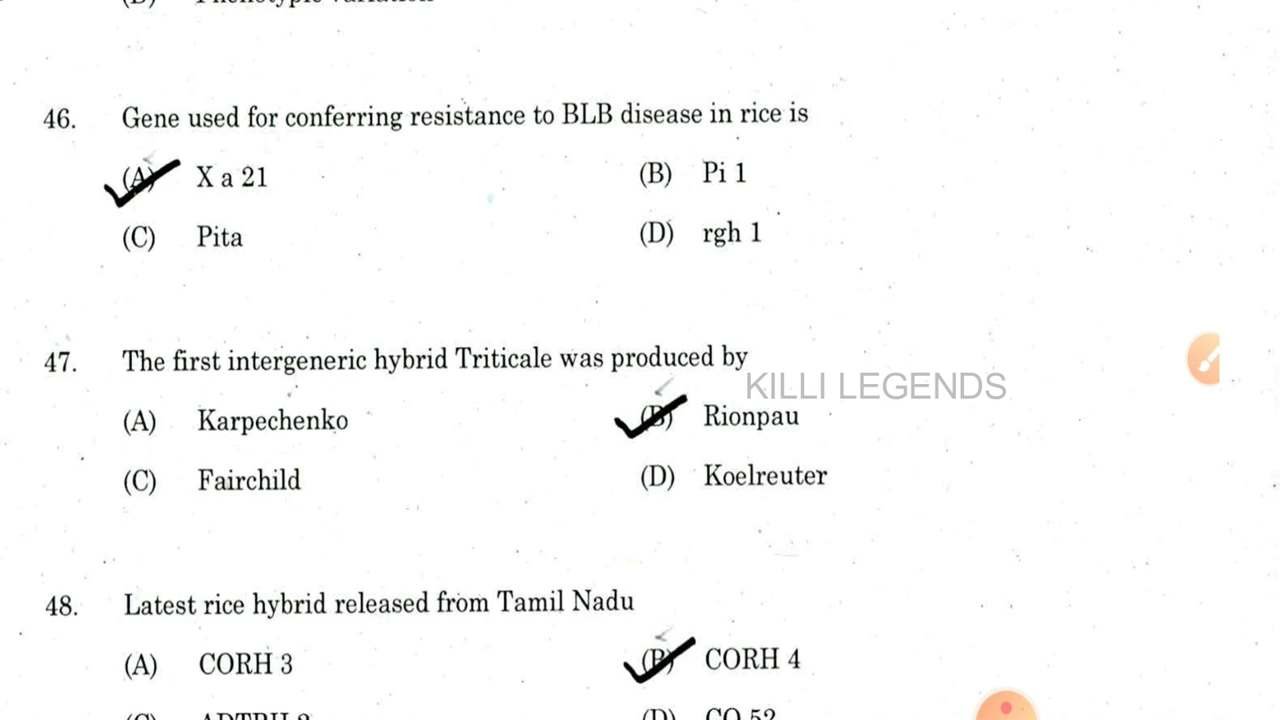 46. Gene used for conferring resistance to BLB disease in rice is
(A) X a 21 (B) Pi 1
(C) Pita (D) rgh 1
47. The first intergeneric hybrid Triticale was produced by
KILLI LEGENDS
(A) Karpechenko (B) Rionpau
(C) Fairchild (D) Koelreuter
48. Latest rice hybrid released from Tamil Nadu
(A) CORH 3 (B) CORH 4
(D) CO 52